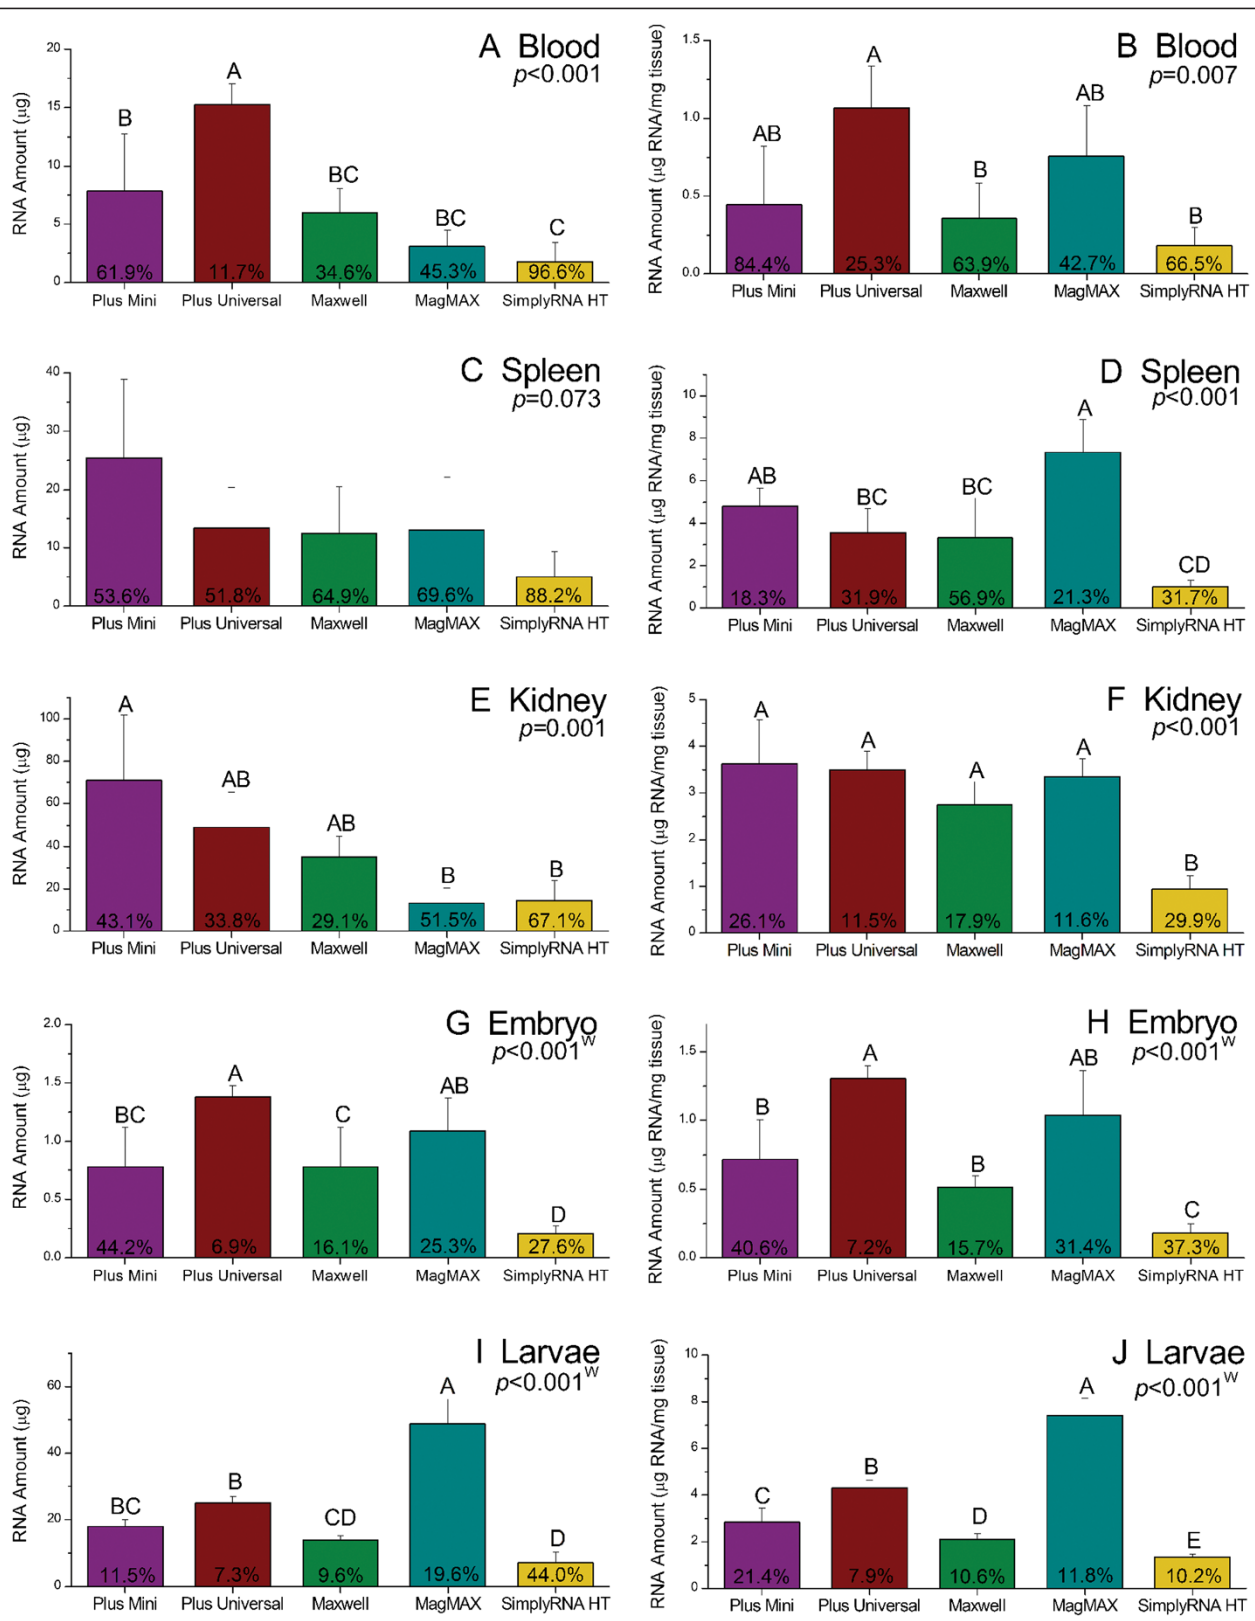 A Blood
p<0.001
RNA Amount (µg)
20
15
10
5
0
B
A
BC
BC
C
61.9%
11.7%
34.6%
45.3%
96.6%
Plus Mini
Plus Universal
Maxwell
MagMAX
SimplyRNA HT
B Blood
p=0.007
RNA Amount (µg RNA/mg tissue)
1.5
1.0
0.5
0.0
AB
A
B
AB
B
84.4%
25.3%
63.9%
42.7%
66.5%
Plus Mini
Plus Universal
Maxwell
MagMAX
SimplyRNA HT
C Spleen
p=0.073
RNA Amount (µg)
40
30
20
10
0
53.6%
51.8%
64.9%
69.6%
88.2%
Plus Mini
Plus Universal
Maxwell
MagMAX
SimplyRNA HT
D Spleen
p<0.001
RNA Amount (µg RNA/mg tissue)
10
8
6
4
2
0
AB
BC
BC
A
CD
18.3%
31.9%
56.9%
21.3%
31.7%
Plus Mini
Plus Universal
Maxwell
MagMAX
SimplyRNA HT
E Kidney
p=0.001
RNA Amount (µg)
100
80
60
40
20
0
A
AB
AB
B
B
43.1%
33.8%
29.1%
51.5%
67.1%
Plus Mini
Plus Universal
Maxwell
MagMAX
SimplyRNA HT
F Kidney
p<0.001
RNA Amount (µg RNA/mg tissue)
5
4
3
2
1
0
A
A
A
A
B
26.1%
11.5%
17.9%
11.6%
29.9%
Plus Mini
Plus Universal
Maxwell
MagMAX
SimplyRNA HT
G Embryo
p<0.001ᵂ
RNA Amount (µg)
2.0
1.5
1.0
0.5
0.0
BC
A
C
AB
D
44.2%
6.9%
16.1%
25.3%
27.6%
Plus Mini
Plus Universal
Maxwell
MagMAX
SimplyRNA HT
H Embryo
p<0.001ᵂ
RNA Amount (µg RNA/mg tissue)
1.5
1.0
0.5
0.0
B
A
B
AB
C
40.6%
7.2%
15.7%
31.4%
37.3%
Plus Mini
Plus Universal
Maxwell
MagMAX
SimplyRNA HT
I Larvae
p<0.001ᵂ
RNA Amount (µg)
60
40
20
0
BC
B
CD
A
D
11.5%
7.3%
9.6%
19.6%
44.0%
Plus Mini
Plus Universal
Maxwell
MagMAX
SimplyRNA HT
J Larvae
p<0.001ᵂ
RNA Amount (µg RNA/mg tissue)
10
8
6
4
2
0
C
B
D
A
E
21.4%
7.9%
10.6%
11.8%
10.2%
Plus Mini
Plus Universal
Maxwell
MagMAX
SimplyRNA HT